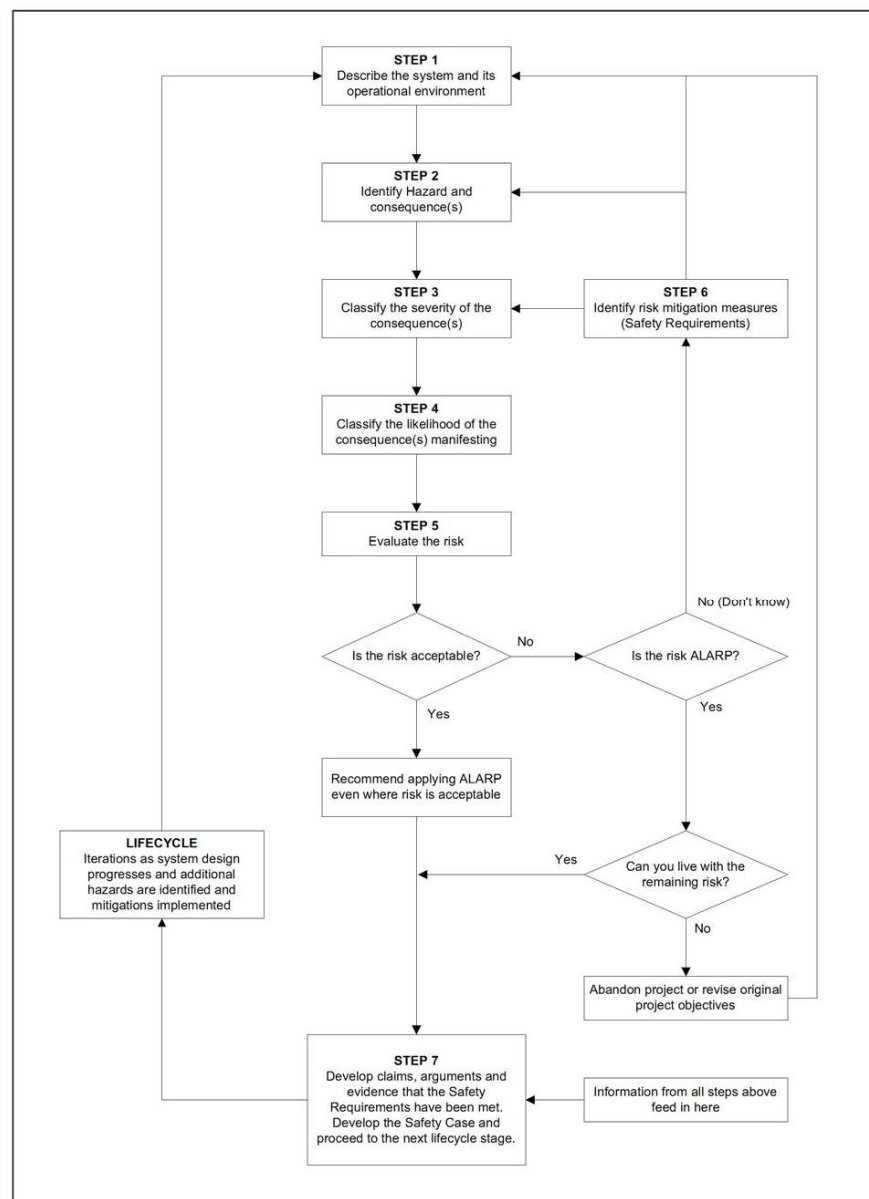 STEP 1
Describe the system and its
operational environment
STEP 2
Identify Hazard and
consequence(s)
STEP 3
Classify the severity of the
consequence(s)
STEP 6
Identify risk mitigation measures
(Safety Requirements)
STEP 4
Classify the likelihood of the
consequence(s) manifesting
STEP 5
Evaluate the risk
No (Don't know)
Is the risk acceptable?
No
Is the risk ALARP?
Yes
Yes
Recommend applying ALARP
even where risk is acceptable
LIFECYCLE
Iterations as system design
progresses and additional
hazards are identified and
mitigations implemented
Yes
Can you live with the
remaining risk?
No
Abandon project or revise original
project objectives
STEP 7
Develop claims, arguments and
evidence that the Safety
Requirements have been met.
Develop the Safety Case and
proceed to the next lifecycle stage.
Information from all steps above
feed in here